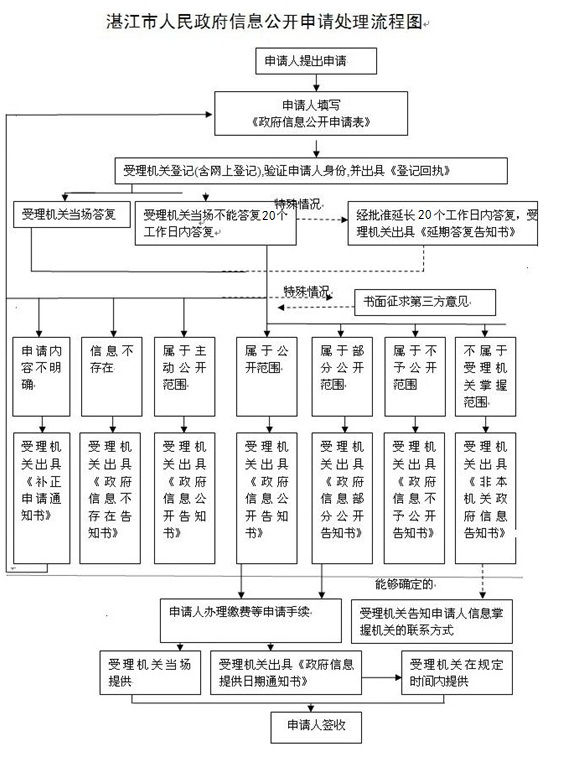 湛江市人民政府信息公开申请处理流程图
申请人提出申请
申请人填写
《政府信息公开申请表》
受理机关登记(含网上登记),验证申请人身份,并出具《登记回执》
特殊情况
受理机关当场答复
受理机关当场不能答复20个
工作日内答复
经批准延长20个工作日内答复，受
理机关出具《延期答复告知书》
特殊情况
书面征求第三方意见
申请内
容不明
确
信息不
存在
属于主
动公开
范围
属于公
开范围
属于部
分公开
范围
属于不
予公开
范围
不属于
受理机
关掌握
范围
受理机
关出具
《补正
申请通
知书》
受理机
关出具
《政府
信息不
存在告
知书》
受理机
关出具
《政府
信息公
开告知
书》
受理机
关出具
《政府
信息公
开告知
书》
受理机
关出具
《政府
信息部
分公开
告知书》
受理机
关出具
《政府
信息不
予公开
告知书》
受理机
关出具
《非本
机关政
府信息
告知书》
能够确定的
申请人办理缴费等申请手续
受理机关告知申请人信息掌
握机关的联系方式
受理机关当场
提供
受理机关出具《政府信息
提供日期通知书》
受理机关在规定
时间内提供
申请人签收